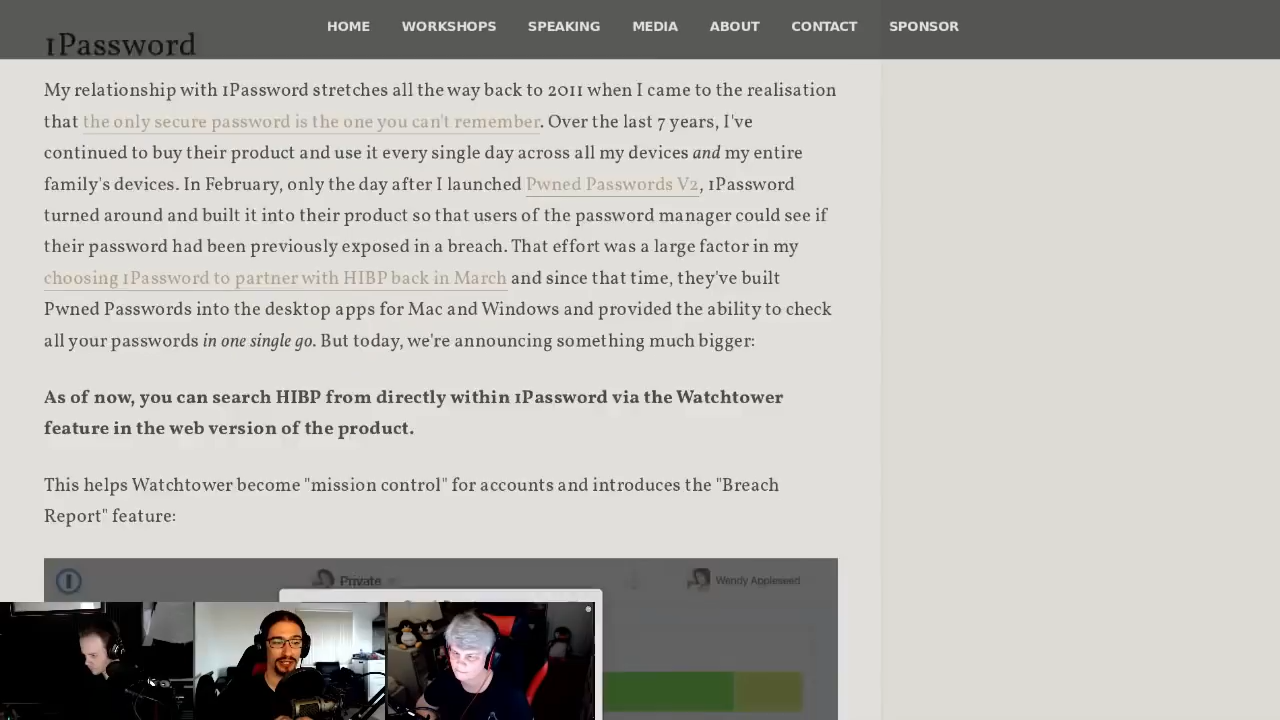 HOME WORKSHOPS SPEAKING MEDIA ABOUT CONTACT SPONSOR
1Password
My relationship with 1Password stretches all the way back to 2011 when I came to the realisation
that the only secure password is the one you can't remember. Over the last 7 years, I've
continued to buy their product and use it every single day across all my devices and my entire
family's devices. In February, only the day after I launched Pwned Passwords V2, 1Password
turned around and built it into their product so that users of the password manager could see if
their password had been previously exposed in a breach. That effort was a large factor in my
choosing 1Password to partner with HIBP back in March and since that time, they've built
Pwned Passwords into the desktop apps for Mac and Windows and provided the ability to check
all your passwords in one single go. But today, we're announcing something much bigger:
As of now, you can search HIBP from directly within 1Password via the Watchtower
feature in the web version of the product.
This helps Watchtower become "mission control" for accounts and introduces the "Breach
Report" feature:
Private Wendy Appleseed